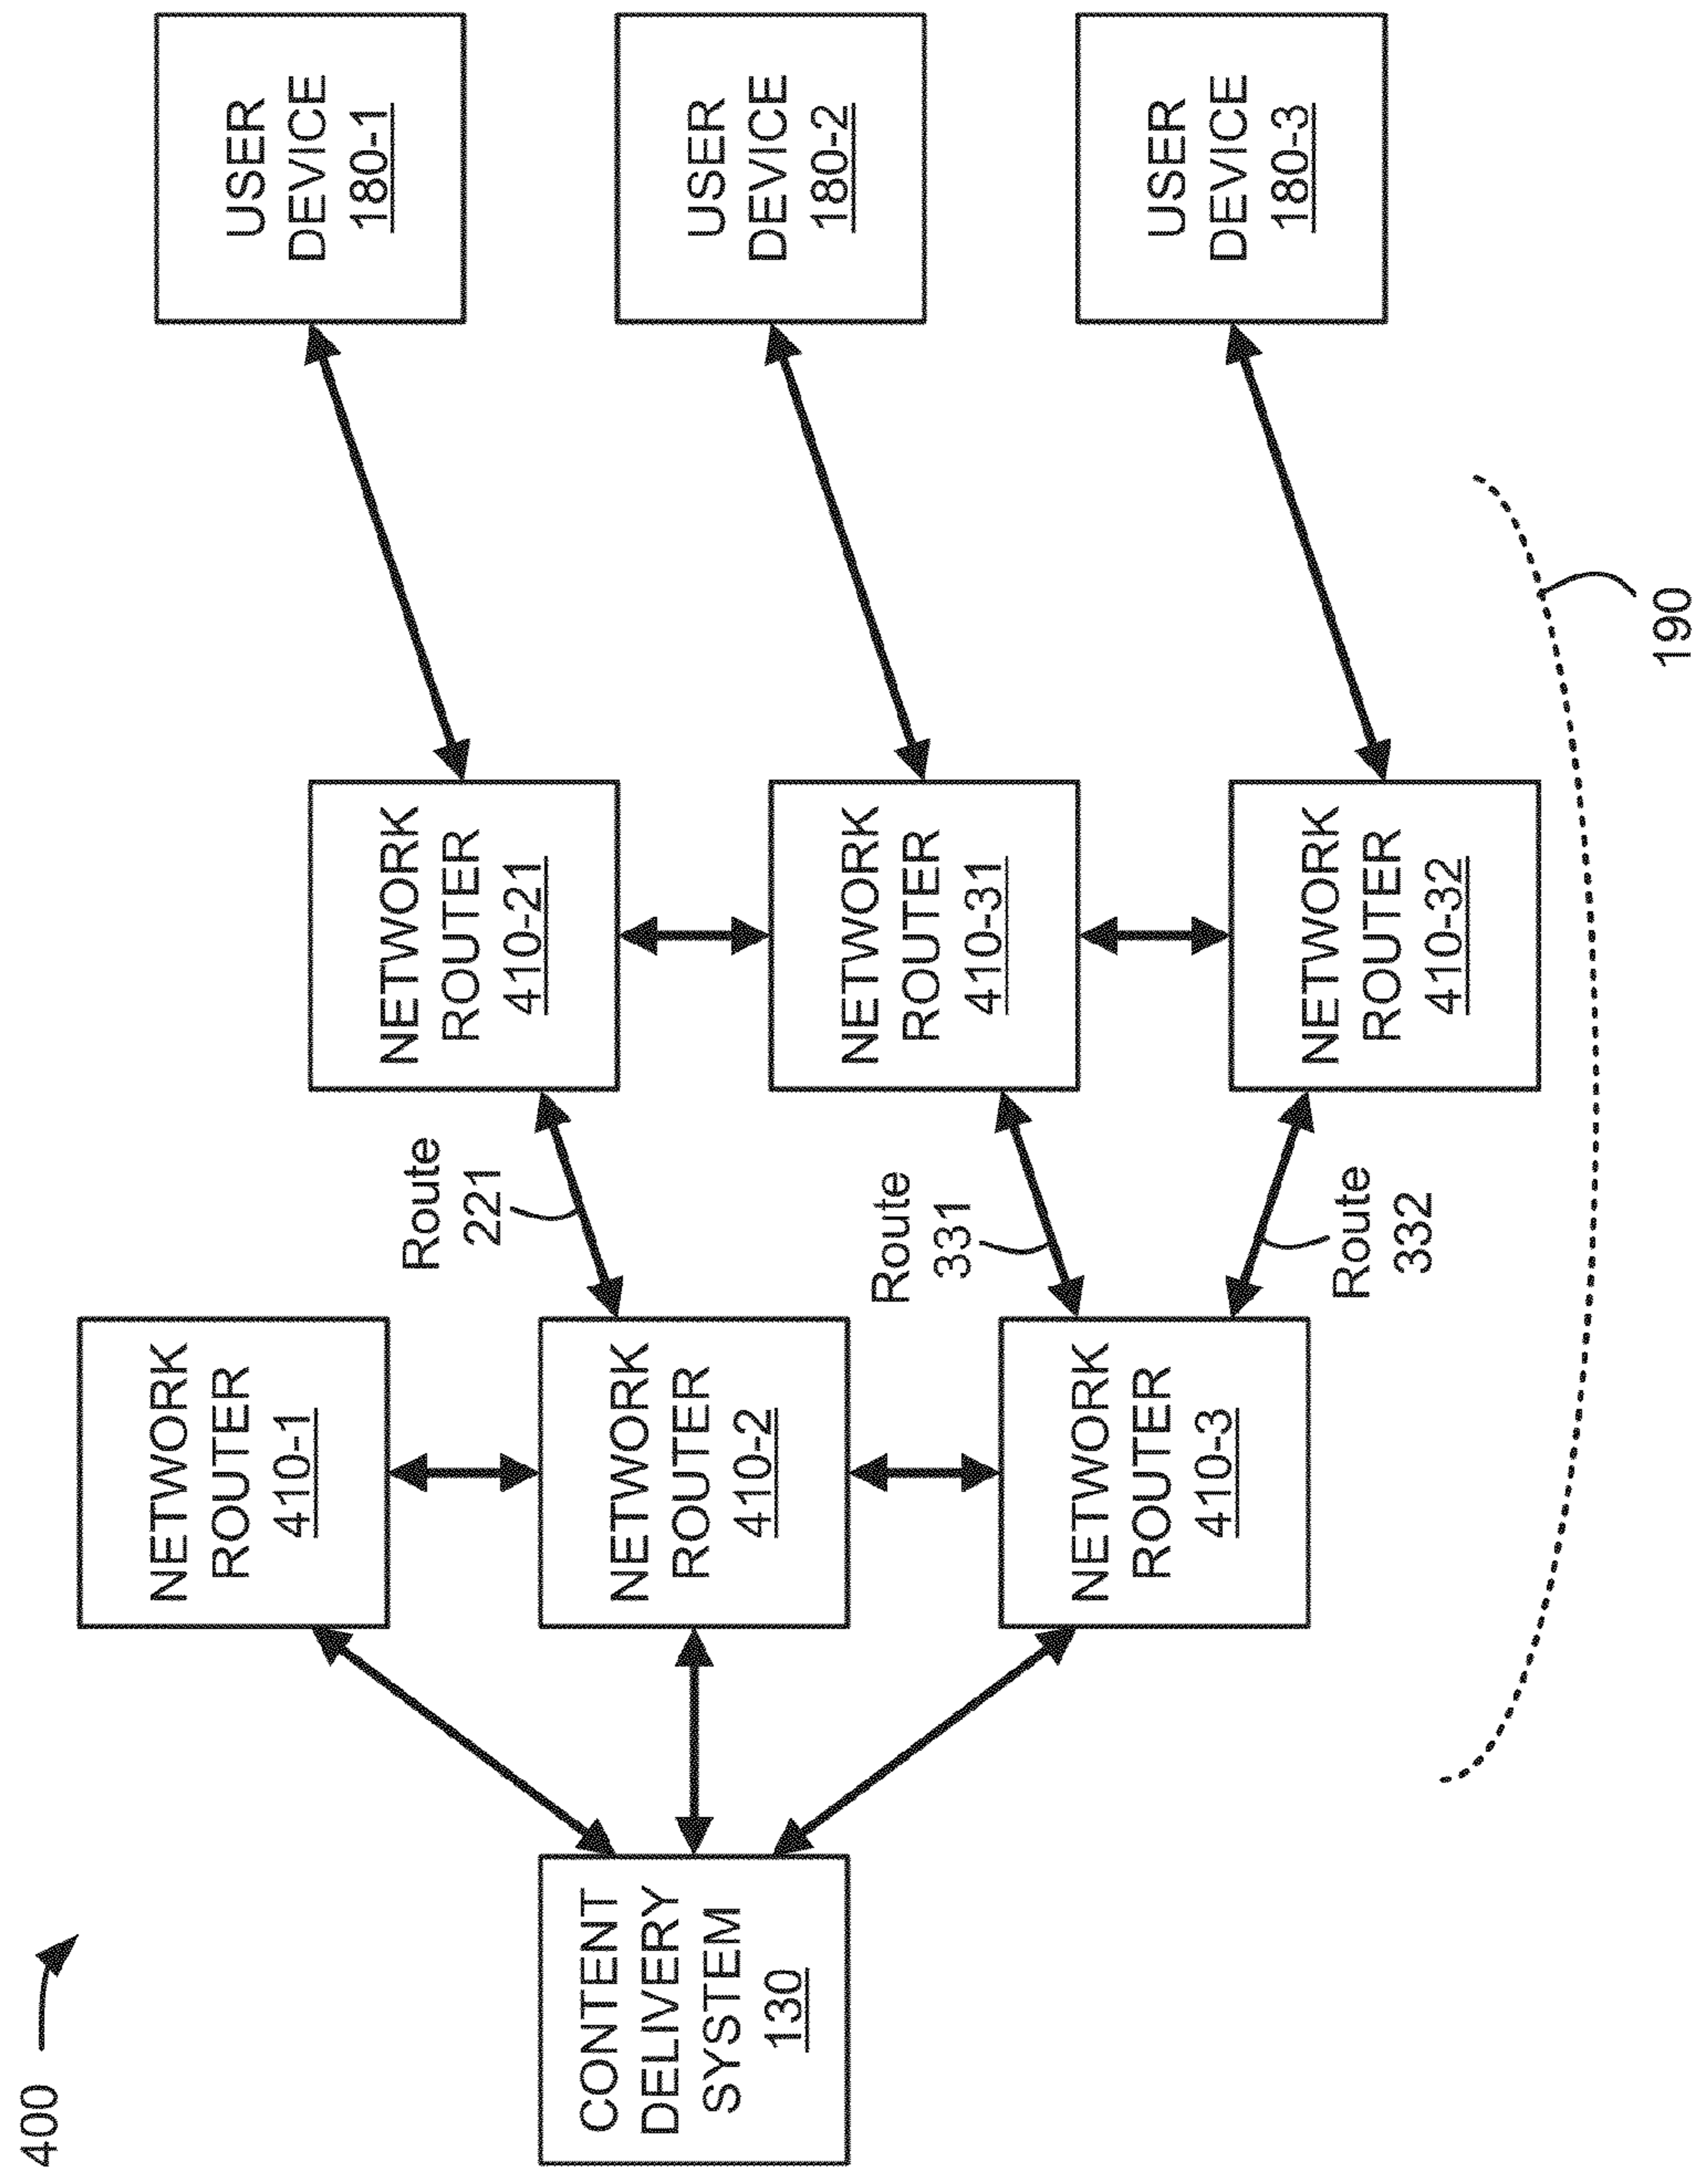 400
CONTENT
DELIVERY
SYSTEM
130
NETWORK
ROUTER
410-1
NETWORK
ROUTER
410-2
NETWORK
ROUTER
410-3
Route
221
Route
331
Route
332
NETWORK
ROUTER
410-21
NETWORK
ROUTER
410-31
NETWORK
ROUTER
410-32
USER
DEVICE
180-1
USER
DEVICE
180-2
USER
DEVICE
180-3
190